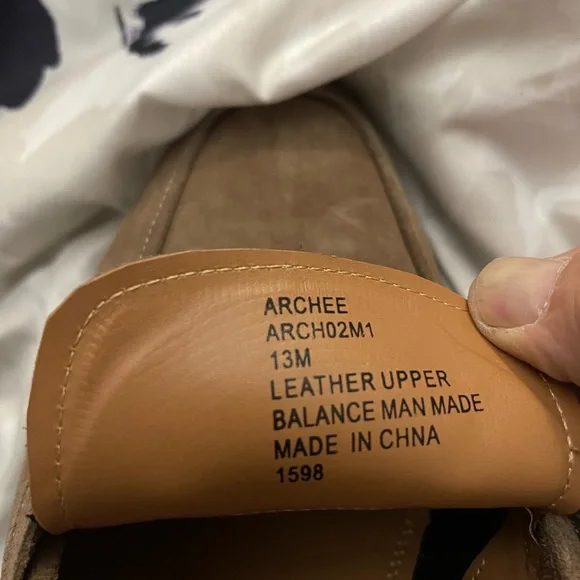 ARCHEE
ARCH02M1
13M
LEATHER UPPER
BALANCE MAN MADE
MADE IN CHNA
1598